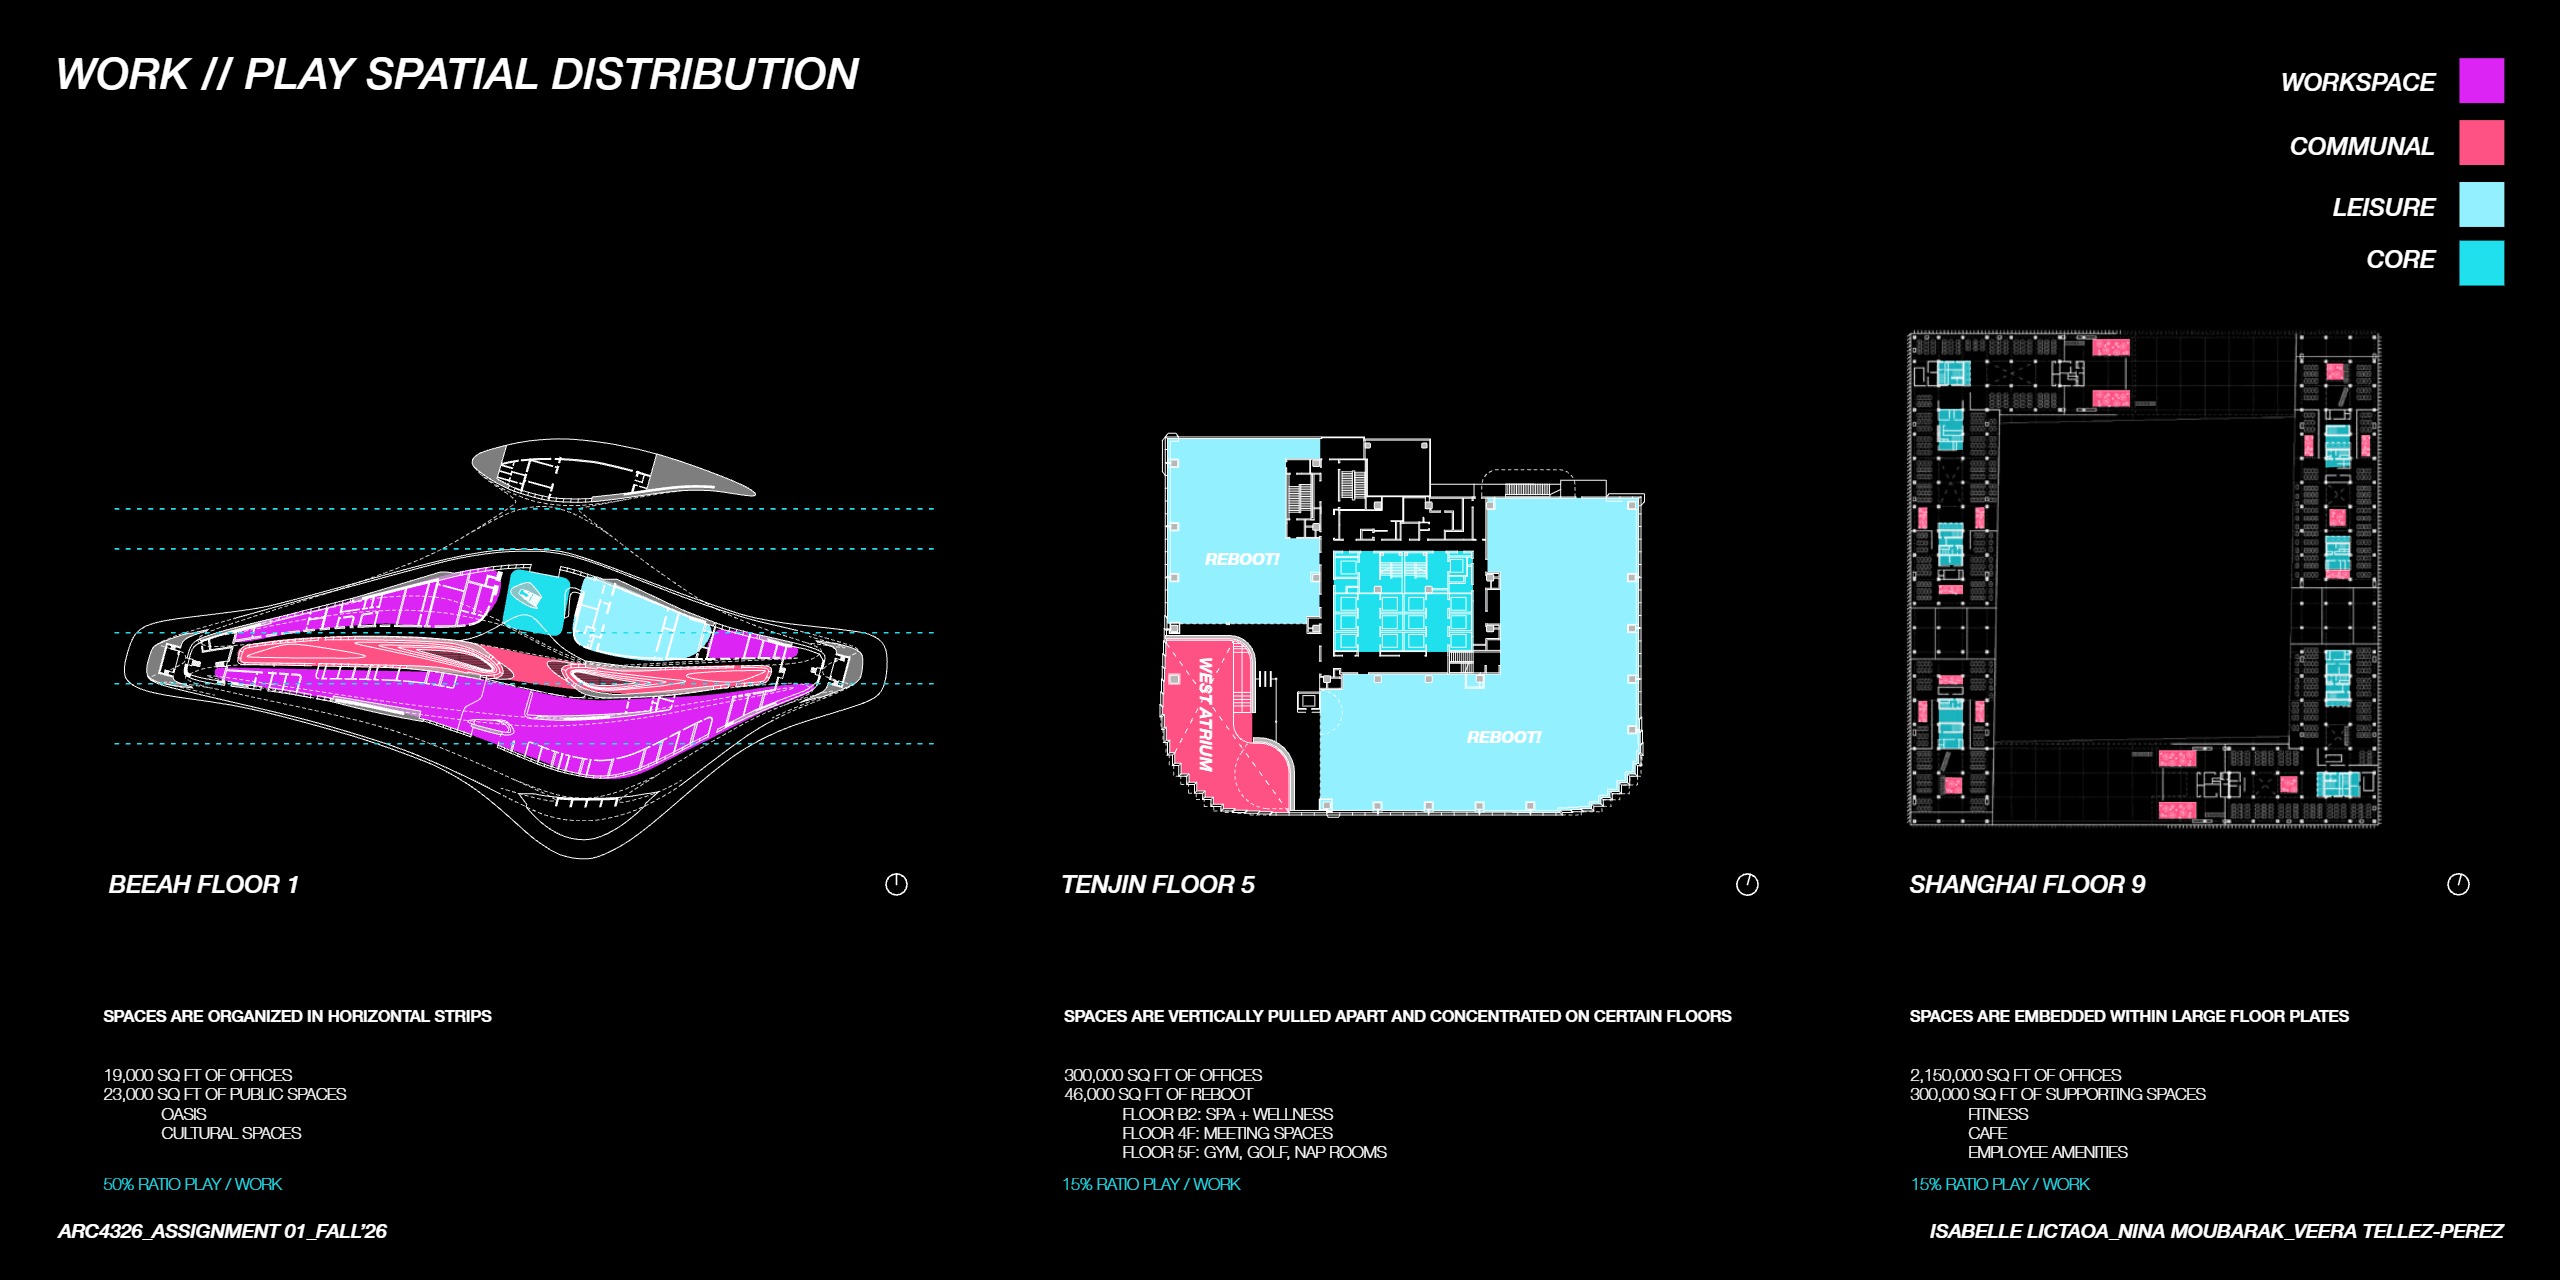 WORK // PLAY SPATIAL DISTRIBUTION
WORKSPACE
COMMUNAL
LEISURE
CORE
REBOOT!
WEST ATRIUM
REBOOT!
BEEAH FLOOR 1
TENJIN FLOOR 5
SHANGHAI FLOOR 9
SPACES ARE ORGANIZED IN HORIZONTAL STRIPS
19,000 SQ FT OF OFFICES
23,000 SQ FT OF PUBLIC SPACES
OASIS
CULTURAL SPACES
50% RATIO PLAY / WORK
SPACES ARE VERTICALLY PULLED APART AND CONCENTRATED ON CERTAIN FLOORS
300,000 SQ FT OF OFFICES
46,000 SQ FT OF REBOOT
FLOOR B2: SPA + WELLNESS
FLOOR 4F: MEETING SPACES
FLOOR 5F: GYM, GOLF, NAP ROOMS
15% RATIO PLAY / WORK
SPACES ARE EMBEDDED WITHIN LARGE FLOOR PLATES
2,150,000 SQ FT OF OFFICES
300,000 SQ FT OF SUPPORTING SPACES
FITNESS
CAFE
EMPLOYEE AMENITIES
15% RATIO PLAY / WORK
ARC4326_ASSIGNMENT 01_FALL'26
ISABELLE LICTAOA_NINA MOUBARAK_VEERA TELLEZ-PEREZ